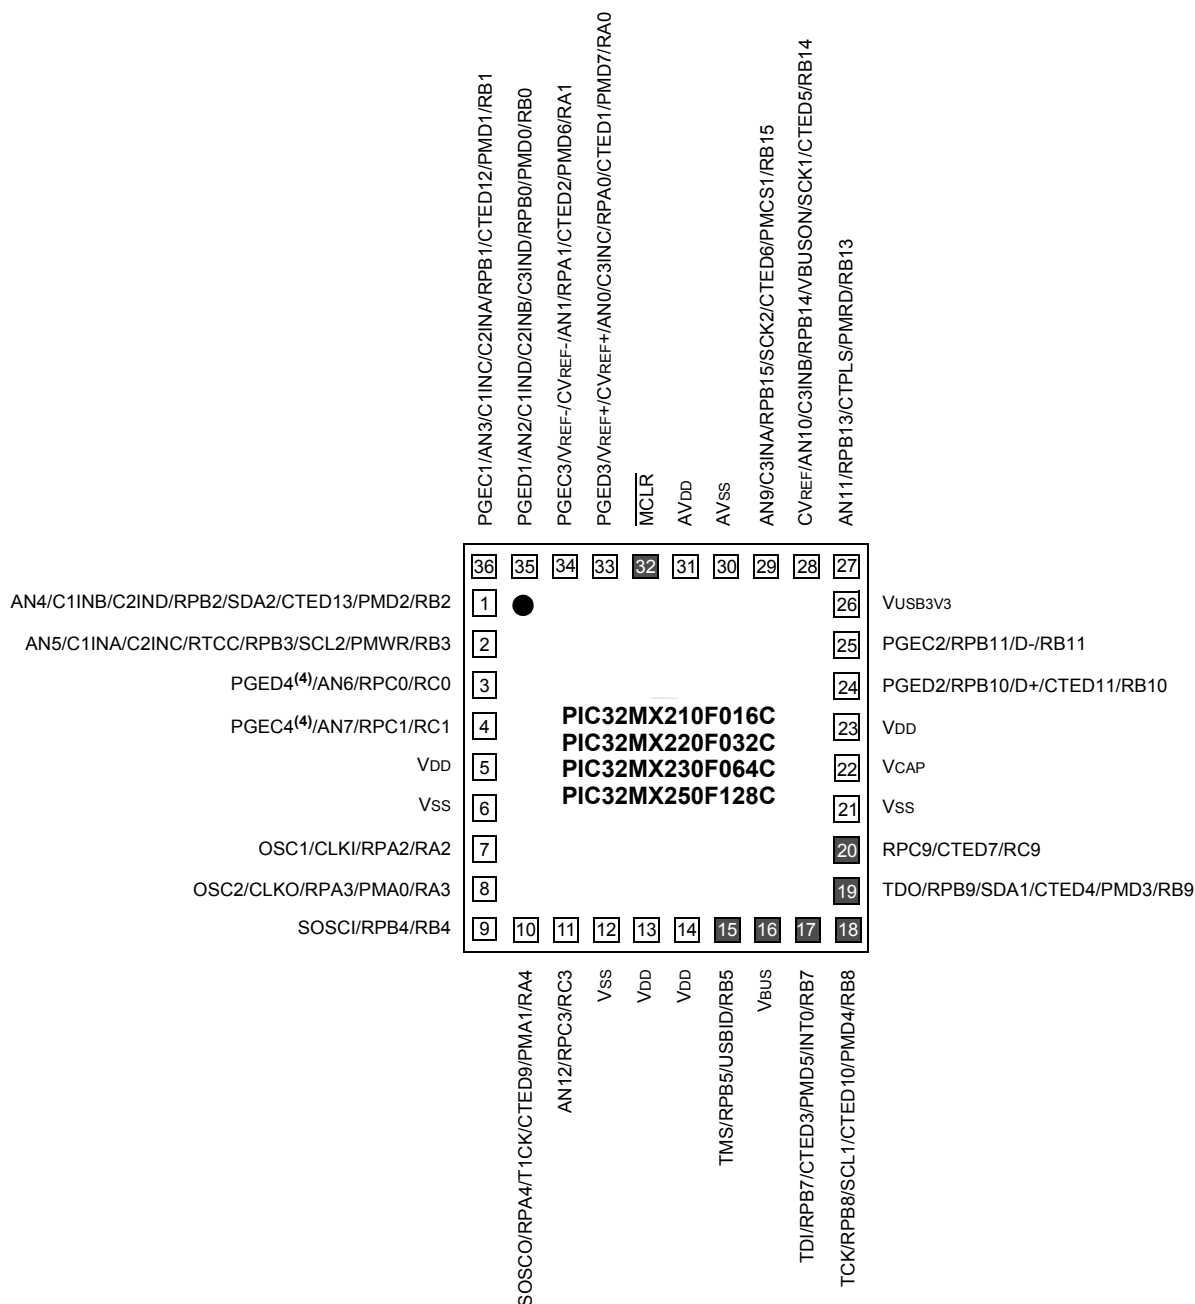 PGEC1/AN3/C1INC/C2INA/RPB1/CTED12/PMD1/RB1
PGED1/AN2/C1IND/C2INB/C3IND/RPB0/PMD0/RB0
PGEC3/VREF-/CVREF-/AN1/RPA1/CTED2/PMD6/RA1
PGED3/VREF+/CVREF+/AN0/C3INC/RPA0/CTED1/PMD7/RA0
MCLR
AVDD
AVSS
AN9/C3INA/RPB15/SCK2/CTED6/PMCS1/RB15
CVREF/AN10/C3INB/RPB14/VBUSON/SCK1/CTED5/RB14
AN11/RPB13/CTPLS/PMRD/RB13
36 35 34 33 32 31 30 29 28 27
AN4/C1INB/C2IND/RPB2/SDA2/CTED13/PMD2/RB2 1
26 VUSB3V3
AN5/C1INA/C2INC/RTCC/RPB3/SCL2/PMWR/RB3 2
25 PGEC2/RPB11/D-/RB11
PGED4(4)/AN6/RPC0/RC0 3
24 PGED2/RPB10/D+/CTED11/RB10
PGEC4(4)/AN7/RPC1/RC1 4
23 VDD
VDD 5
22 VCAP
VSS 6
21 VSS
OSC1/CLKI/RPA2/RA2 7
20 RPC9/CTED7/RC9
OSC2/CLKO/RPA3/PMA0/RA3 8
19 TDO/RPB9/SDA1/CTED4/PMD3/RB9
SOSCI/RPB4/RB4 9
PIC32MX210F016C
PIC32MX220F032C
PIC32MX230F064C
PIC32MX250F128C
10 11 12 13 14 15 16 17 18
SOSCO/RPA4/T1CK/CTED9/PMA1/RA4
AN12/RPC3/RC3
VSS
VDD
VDD
TMS/RPB5/USBID/RB5
VBUS
TDI/RPB7/CTED3/PMD5/INT0/RB7
TCK/RPB8/SCL1/CTED10/PMD4/RB8